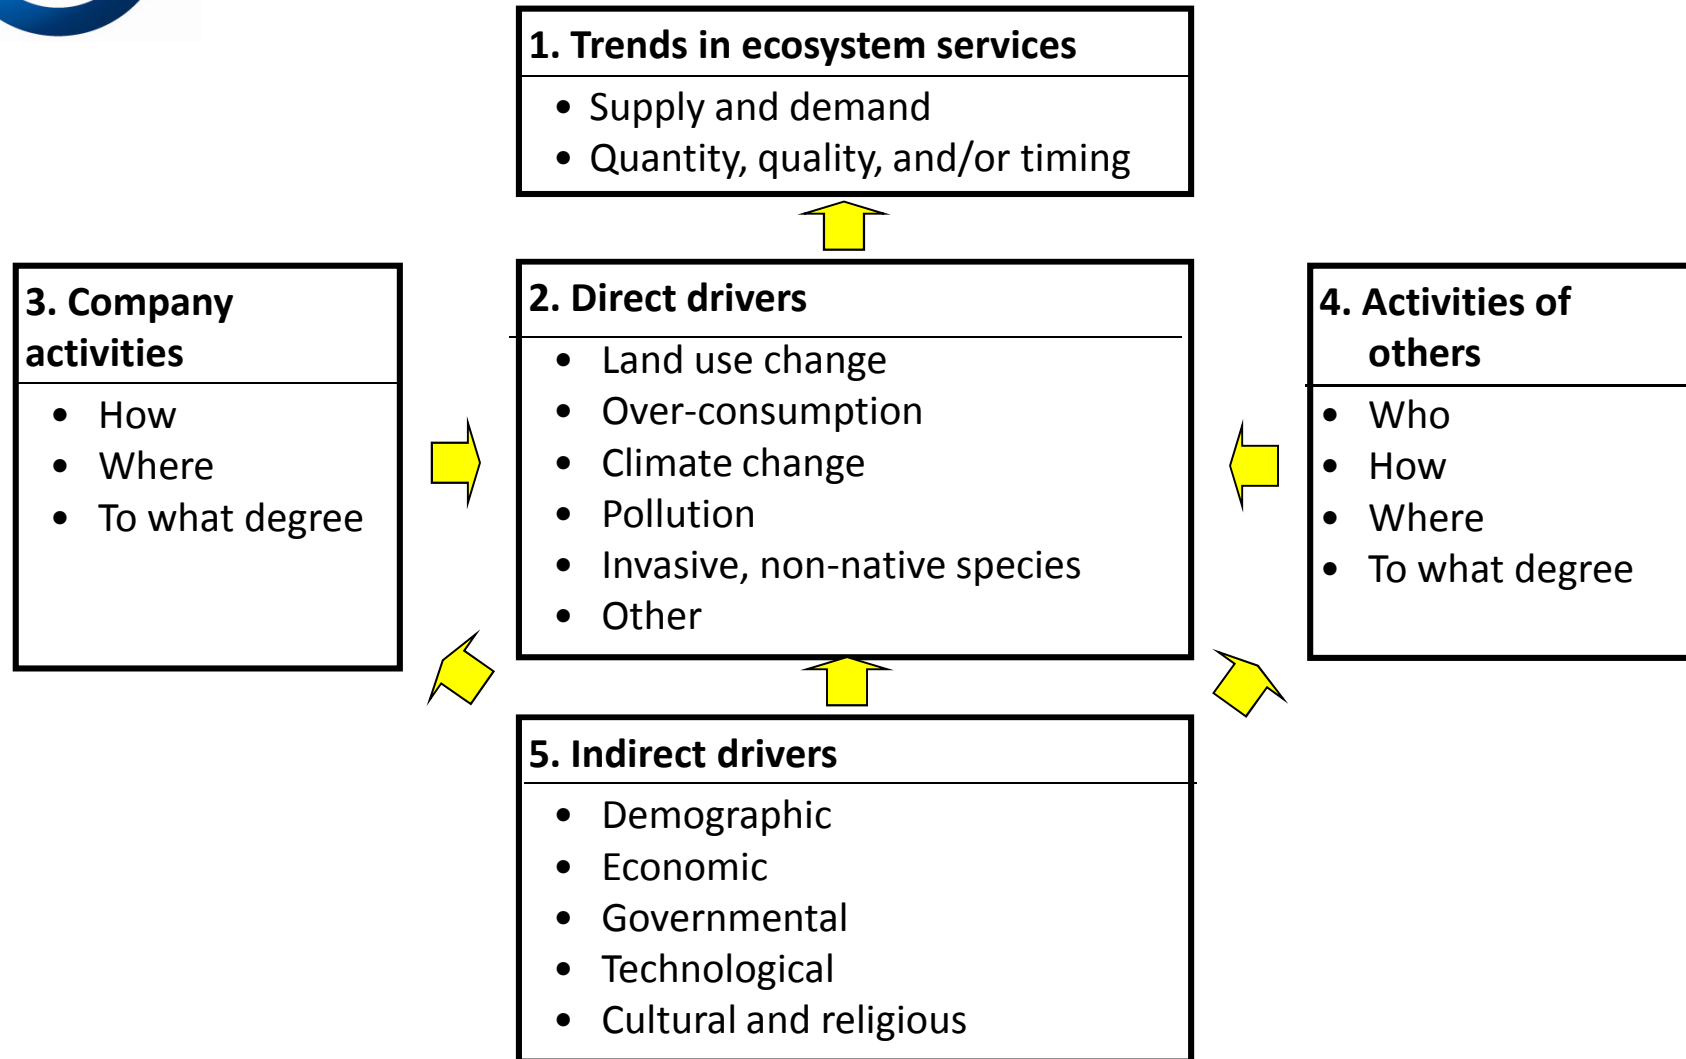 1. Trends in ecosystem services
• Supply and demand
• Quantity, quality, and/or timing
3. Company
activities
• How
• Where
• To what degree
2. Direct drivers
• Land use change
• Over-consumption
• Climate change
• Pollution
• Invasive, non-native species
• Other
4. Activities of
others
• Who
• How
• Where
• To what degree
5. Indirect drivers
• Demographic
• Economic
• Governmental
• Technological
• Cultural and religious